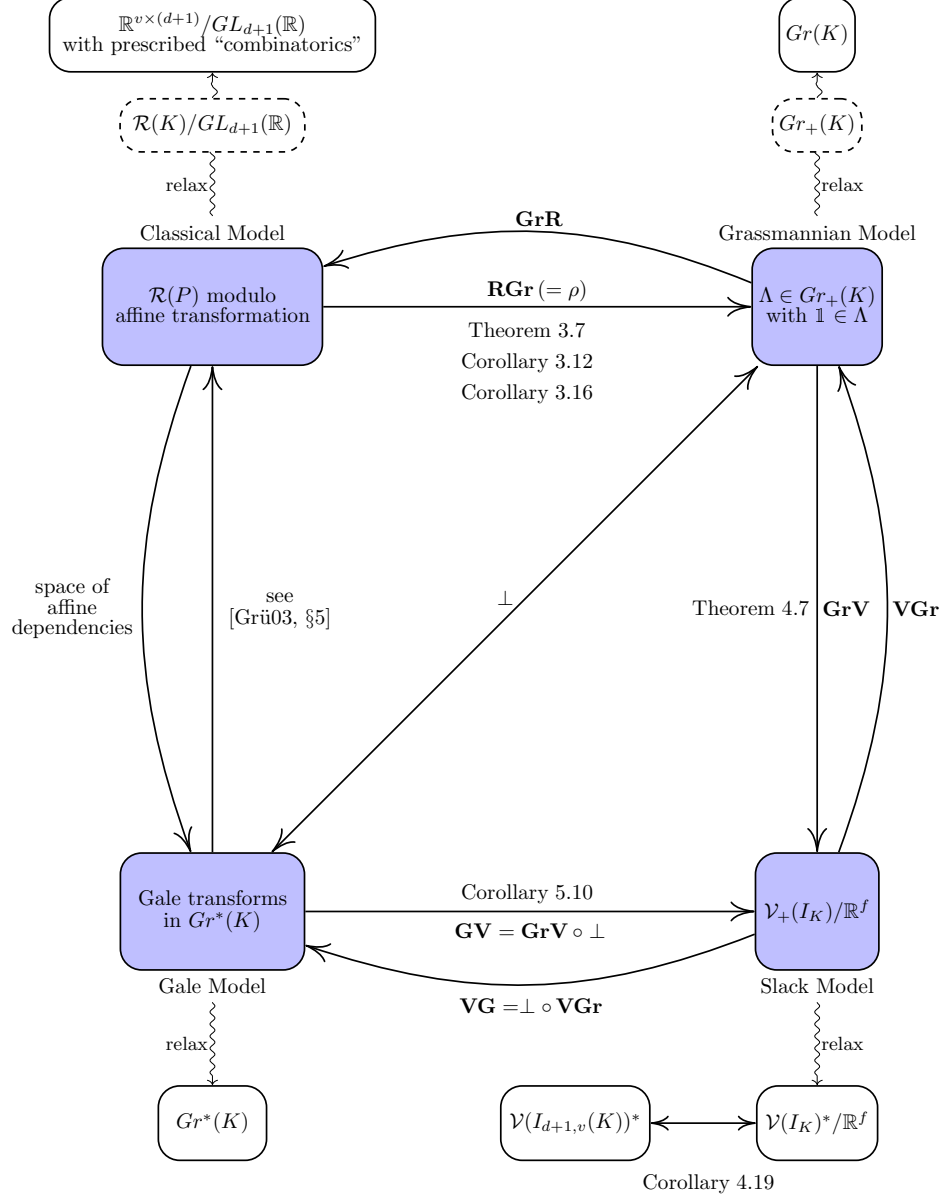 ℝ^{v×(d+1)}/GL_{d+1}(ℝ)
with prescribed “combinatorics”
Gr(K)
ℛ(K)/GL_{d+1}(ℝ)
Gr_+(K)
relax
relax
Classical Model
GrR
Grassmannian Model
ℛ(P) modulo
affine transformation
RGr (= ρ)
Λ ∈ Gr_+(K)
with 𝟙 ∈ Λ
Theorem 3.7
Corollary 3.12
Corollary 3.16
space of
affine
dependencies
see
[Grü03, §5]
⊥
Theorem 4.7
GrV
VGr
Gale transforms
in Gr^*(K)
Corollary 5.10
GV = GrV ∘ ⊥
𝒱_+(I_K)/ℝ^f
Gale Model
VG =⊥ ∘ VGr
Slack Model
relax
relax
Gr^*(K)
𝒱(I_{d+1,v}(K))^*
𝒱(I_K)^*/ℝ^f
Corollary 4.19